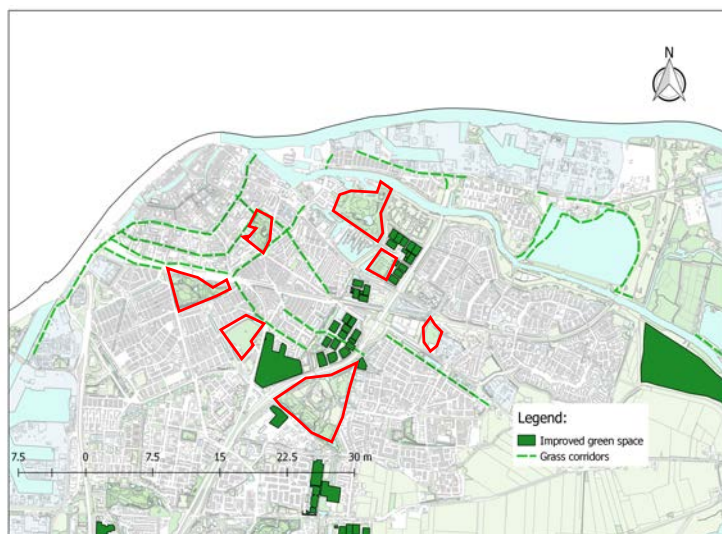 N
Legend:
Improved green space
Grass corridors
7.5 0 7.5 15 22.5 30 m